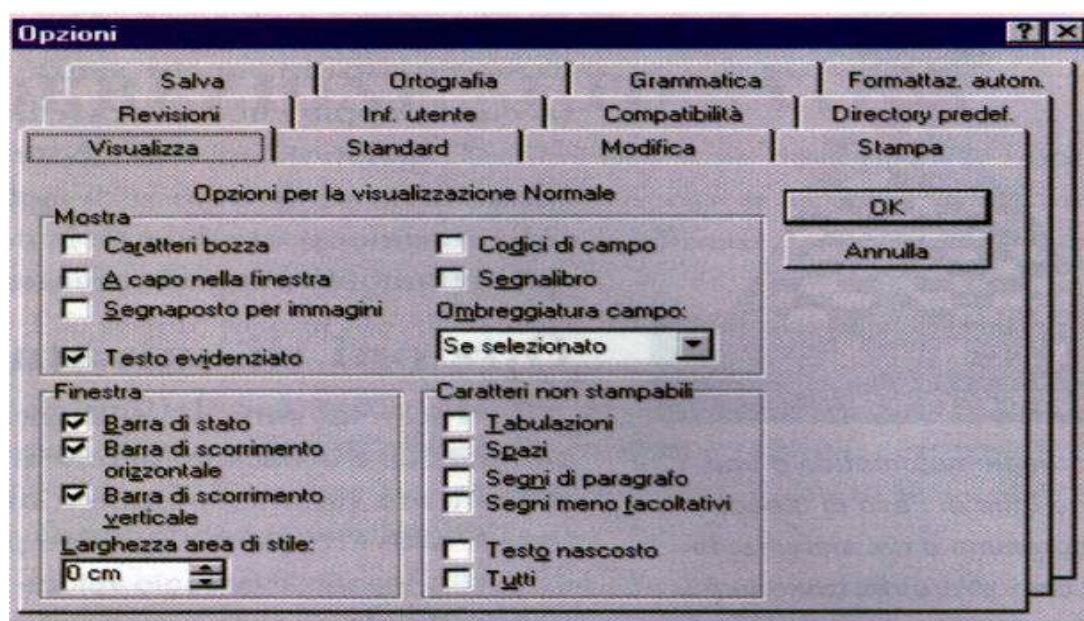 Opzioni
Salva Ortografia Grammatica Formattaz. autom.
Revisioni Inf. utente Compatibilità Directory predef.
Visualizza Standard Modifica Stampa
Opzioni per la visualizzazione Normale
OK
Annulla
Mostra
Caratteri bozza
A capo nella finestra
Segnaposto per immagini
Testo evidenziato
Codici di campo
Segnalibro
Ombreggiatura campo:
Se selezionato
Finestra
Barra di stato
Barra di scorrimento
orizzontale
Barra di scorrimento
verticale
Larghezza area di stile:
0 cm
Caratteri non stampabili
Tabulazioni
Spazi
Segni di paragrafo
Segni meno facoltativi
Testo nascosto
Tutti